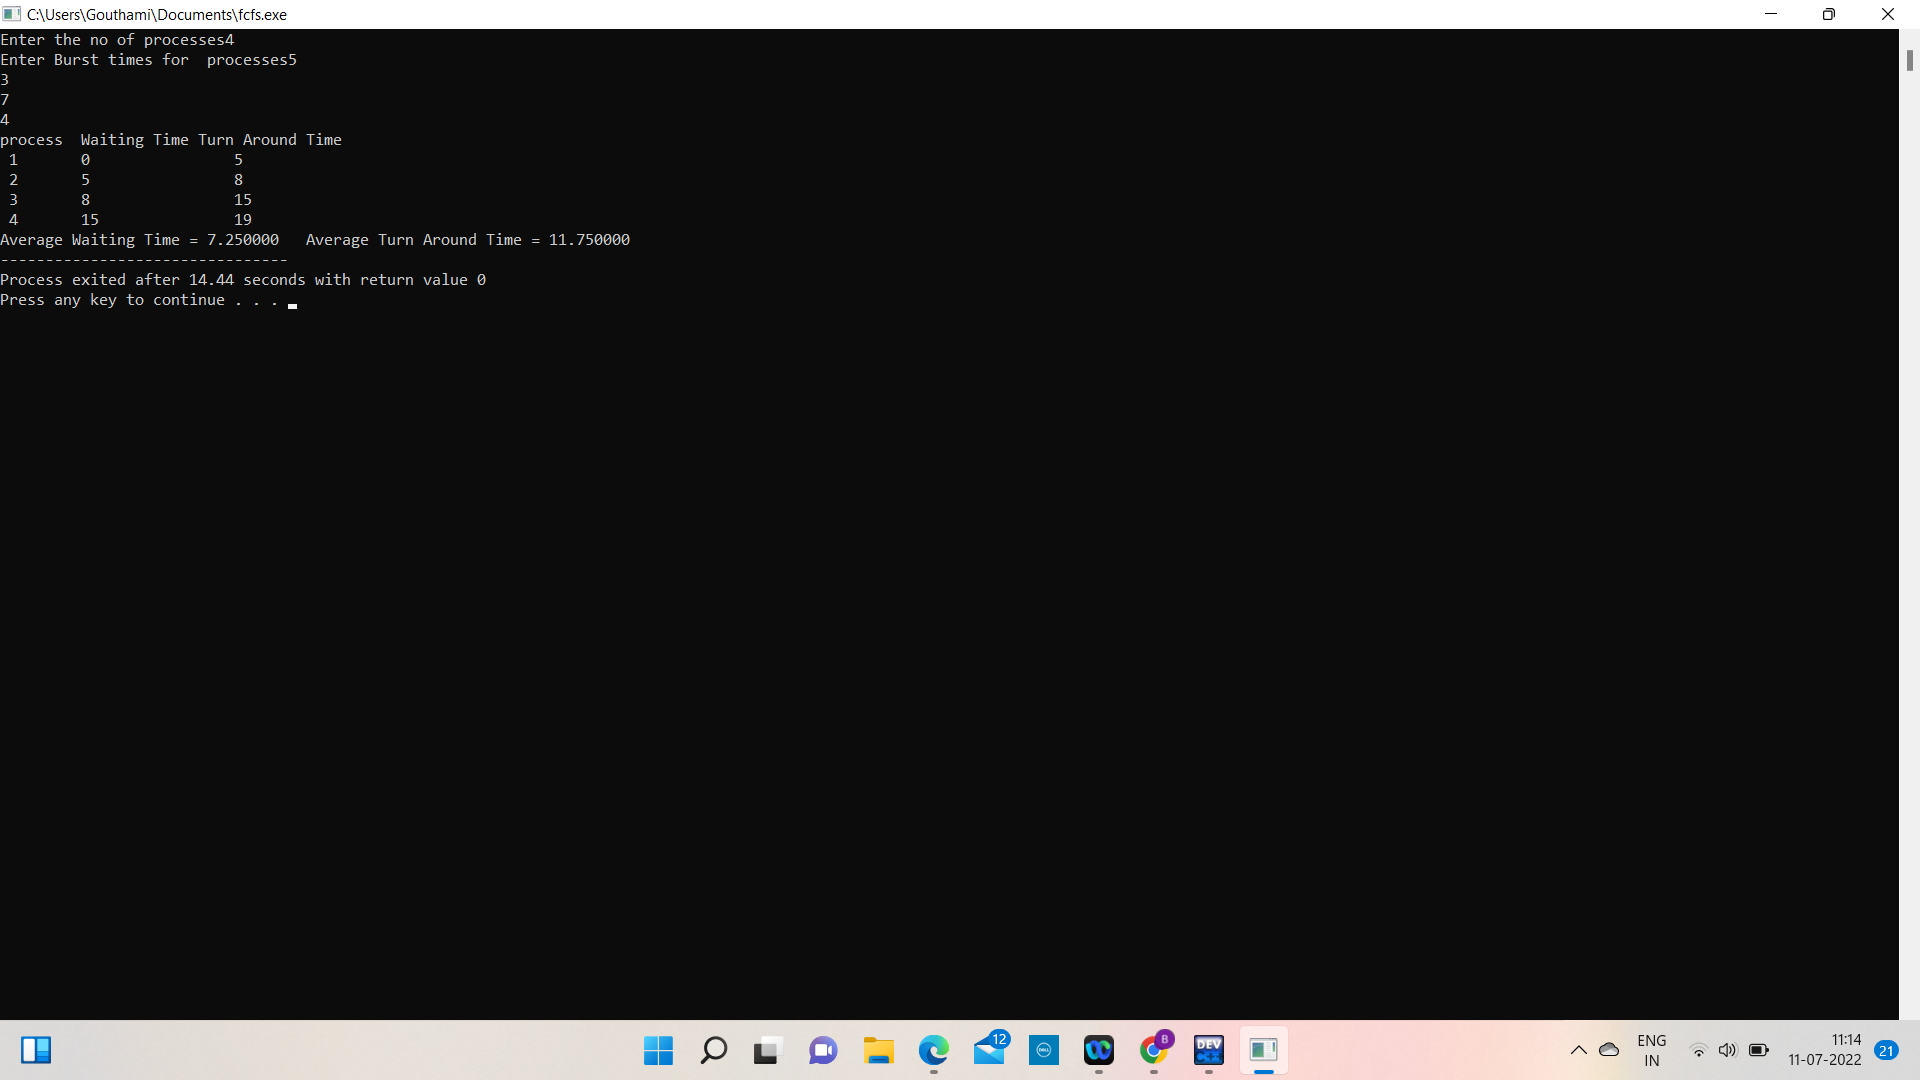 C:\Users\Gouthami\Documents\fcfs.exe
Enter the no of processes4
Enter Burst times for  processes5
3
7
4
process  Waiting Time Turn Around Time
 1       0                5
 2       5                8
 3       8                15
 4       15               19
Average Waiting Time = 7.250000   Average Turn Around Time = 11.750000
--------------------------------
Process exited after 14.44 seconds with return value 0
Press any key to continue . . .
12
DELL
B
DEV
C++
ENG
IN
11:14
11-07-2022
21